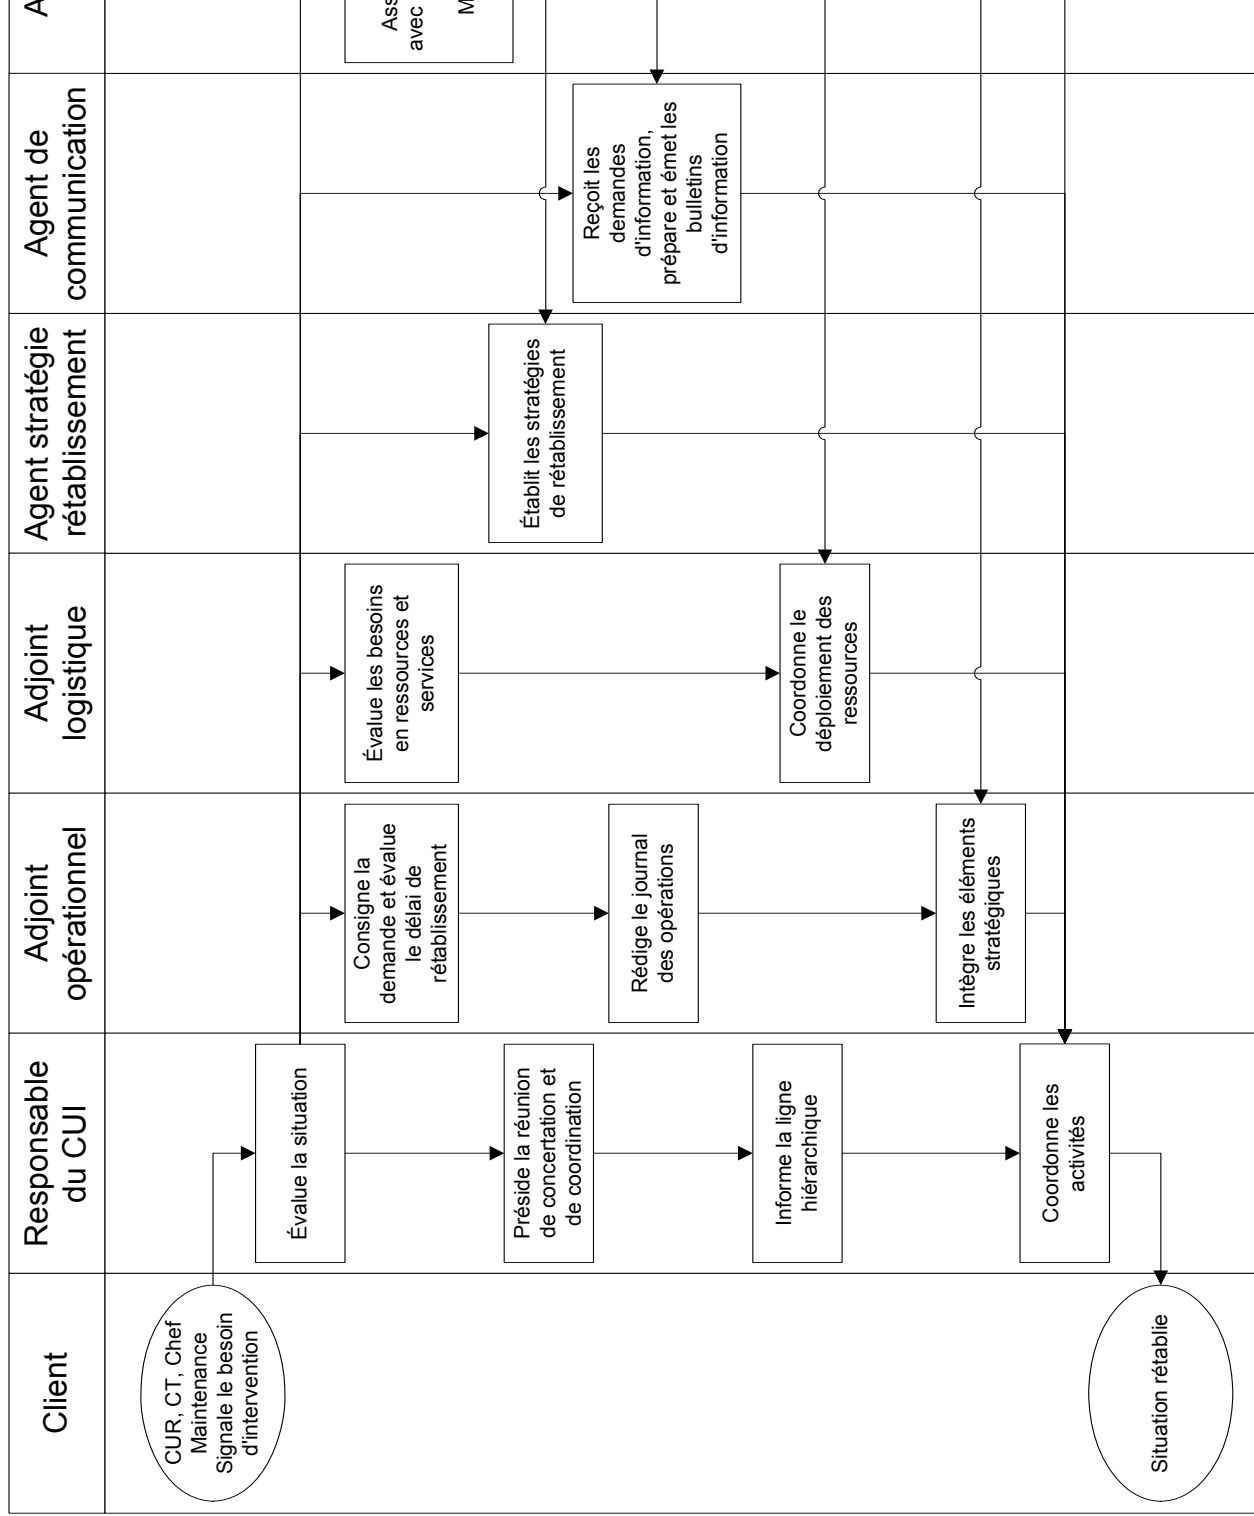 Client
CUR, CT, Chef
Maintenance
Signale le besoin
d'intervention
Situation rétablie
Responsable
du CUI
Évalue la situation
Préside la réunion
de concertation et
de coordination
Informe la ligne
hiérarchique
Coordonne les
activités
Adjoint
opérationnel
Consigne la
demande et évalue
le délai de
rétablissement
Rédige le journal
des opérations
Intègre les éléments
stratégiques
Adjoint
logistique
Évalue les besoins
en ressources et
services
Coordonne le
déploiement des
ressources
Agent stratégie
rétablissement
Établit les stratégies
de rétablissement
Agent de
communication
Reçoit les
demandes
d'information,
prépare et émet les
bulletins
d'information
A
Ass
avec
M